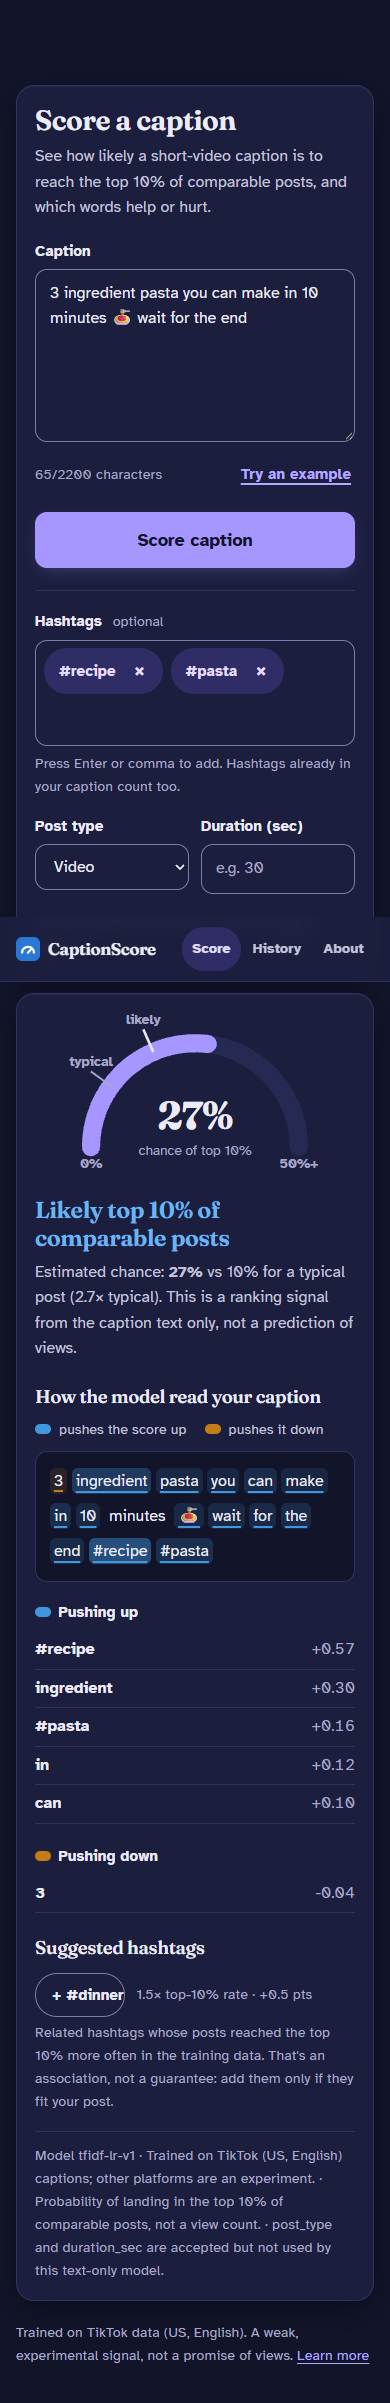 Score a caption
See how likely a short-video caption is to
reach the top 10% of comparable posts, and
which words help or hurt.
Caption
3 ingredient pasta you can make in 10
minutes 🍝 wait for the end
65/2200 characters Try an example
Score caption
Hashtags optional
#recipe × #pasta ×
Press Enter or comma to add. Hashtags already in
your caption count too.
Post type Duration (sec)
Video e.g. 30
CaptionScore Score History About
likely
typical
27%
chance of top 10%
0% 50%+
Likely top 10% of
comparable posts
Estimated chance: 27% vs 10% for a typical
post (2.7× typical). This is a ranking signal
from the caption text only, not a prediction of
views.
How the model read your caption
pushes the score up pushes it down
3 ingredient pasta you can make
in 10 minutes 🍝 wait for the
end #recipe #pasta
Pushing up
#recipe +0.57
ingredient +0.30
#pasta +0.16
in +0.12
can +0.10
Pushing down
3 -0.04
Suggested hashtags
+ #dinner 1.5× top-10% rate · +0.5 pts
Related hashtags whose posts reached the top
10% more often in the training data. That's an
association, not a guarantee: add them only if they
fit your post.
Model tfidf-lr-v1 · Trained on TikTok (US, English)
captions; other platforms are an experiment. ·
Probability of landing in the top 10% of
comparable posts, not a view count. · post_type
and duration_sec are accepted but not used by
this text-only model.
Trained on TikTok data (US, English). A weak,
experimental signal, not a promise of views. Learn more